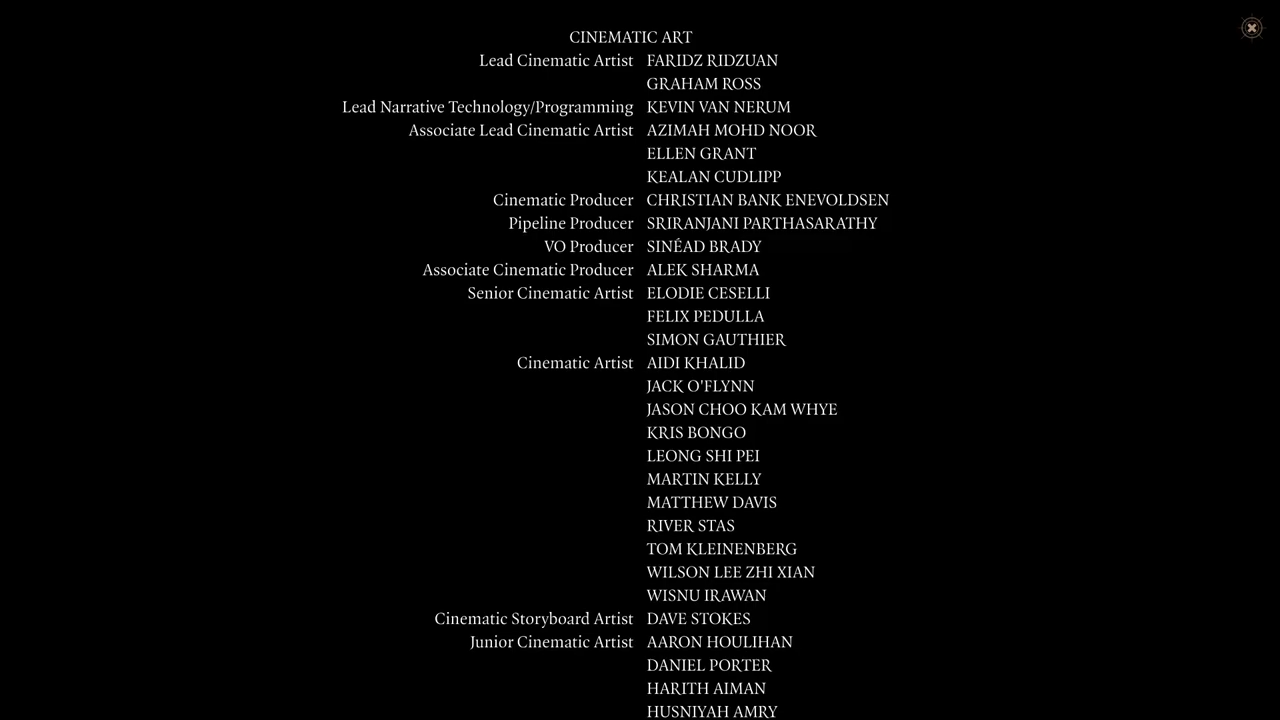 CINEMATIC ART
Lead Cinematic Artist FARIDZ RIDZUAN
GRAHAM ROSS
Lead Narrative Technology/Programming KEVIN VAN NERUM
Associate Lead Cinematic Artist AZIMAH MOHD NOOR
ELLEN GRANT
KEALAN CUDLIPP
Cinematic Producer CHRISTIAN BANK ENEVOLDSEN
Pipeline Producer SRIRANJANI PARTHASARATHY
VO Producer SINÉAD BRADY
Associate Cinematic Producer ALEK SHARMA
Senior Cinematic Artist ELODIE CESELLI
FELIX PEDULLA
SIMON GAUTHIER
Cinematic Artist AIDI KHALID
JACK O'FLYNN
JASON CHOO KAM WHYE
KRIS BONGO
LEONG SHI PEI
MARTIN KELLY
MATTHEW DAVIS
RIVER STAS
TOM KLEINENBERG
WILSON LEE ZHI XIAN
WISNU IRAWAN
Cinematic Storyboard Artist DAVE STOKES
Junior Cinematic Artist AARON HOULIHAN
DANIEL PORTER
HARITH AIMAN
HUSNIYAH AMRY